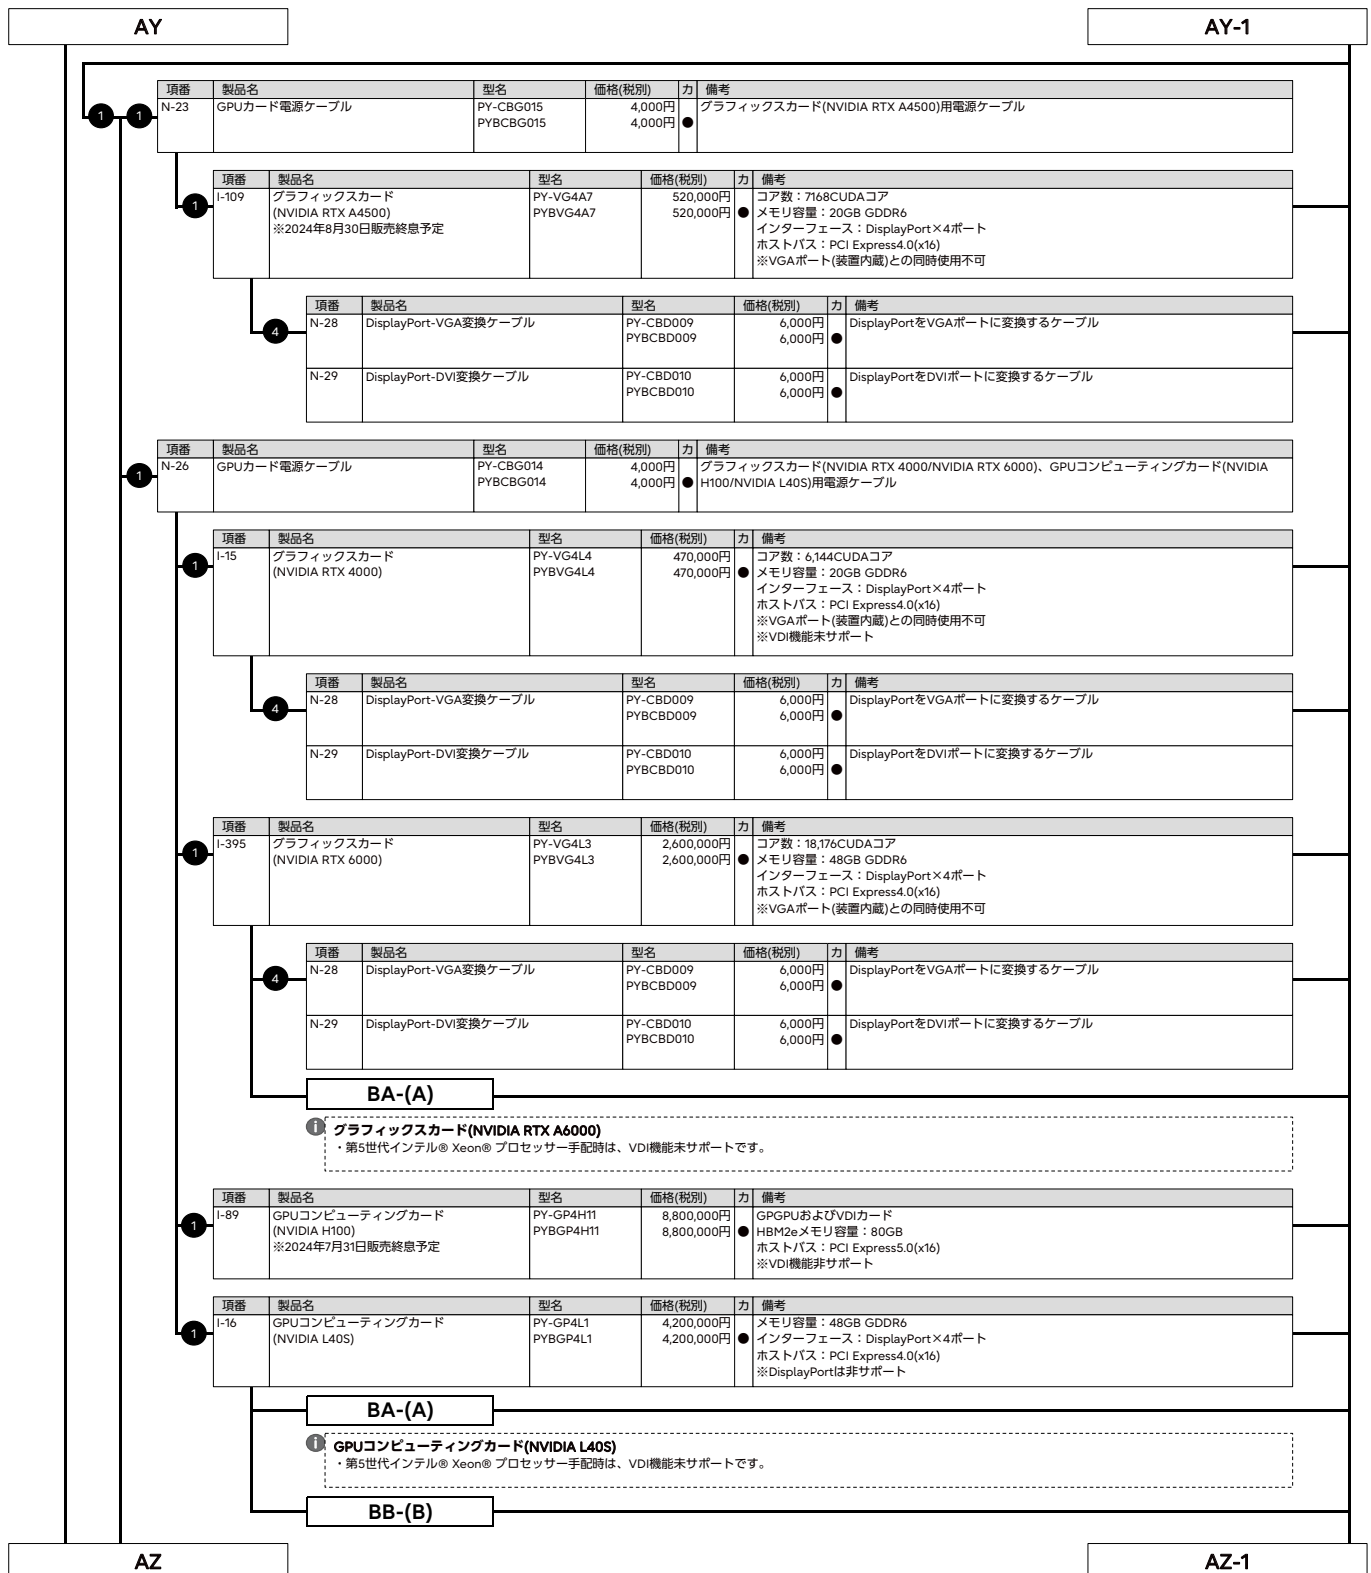 AY
AY-1
項番 製品名 型名 価格(税別) カ 備考
N-23 GPUカード電源ケーブル PY-CBG015 4,000円 グラフィックスカード(NVIDIA RTX A4500)用電源ケーブル
PYBCBG015 4,000円 ●
1 1
項番 製品名 型名 価格(税別) カ 備考
I-109 グラフィックスカード PY-VG4A7 520,000円 コア数：7168CUDAコア
1 (NVIDIA RTX A4500) PYBVG4A7 520,000円 ● メモリ容量：20GB GDDR6
※2024年8月30日販売終息予定 インターフェース：DisplayPort×4ポート
ホストバス：PCI Express4.0(x16)
※VGAポート(装置内蔵)との同時使用不可
項番 製品名 型名 価格(税別) カ 備考
4 N-28 DisplayPort-VGA変換ケーブル PY-CBD009 6,000円 DisplayPortをVGAポートに変換するケーブル
PYBCBD009 6,000円 ●
N-29 DisplayPort-DVI変換ケーブル PY-CBD010 6,000円 DisplayPortをDVIポートに変換するケーブル
PYBCBD010 6,000円 ●
項番 製品名 型名 価格(税別) カ 備考
N-26 GPUカード電源ケーブル PY-CBG014 4,000円 グラフィックスカード(NVIDIA RTX 4000/NVIDIA RTX 6000)、GPUコンピューティングカード(NVIDIA
1 PYBCBG014 4,000円 ● H100/NVIDIA L40S)用電源ケーブル
項番 製品名 型名 価格(税別) カ 備考
I-15 グラフィックスカード PY-VG4L4 470,000円 コア数：6,144CUDAコア
1 (NVIDIA RTX 4000) PYBVG4L4 470,000円 ● メモリ容量：20GB GDDR6
インターフェース：DisplayPort×4ポート
ホストバス：PCI Express4.0(x16)
※VGAポート(装置内蔵)との同時使用不可
※VDI機能未サポート
項番 製品名 型名 価格(税別) カ 備考
4 N-28 DisplayPort-VGA変換ケーブル PY-CBD009 6,000円 DisplayPortをVGAポートに変換するケーブル
PYBCBD009 6,000円 ●
N-29 DisplayPort-DVI変換ケーブル PY-CBD010 6,000円 DisplayPortをDVIポートに変換するケーブル
PYBCBD010 6,000円 ●
項番 製品名 型名 価格(税別) カ 備考
I-395 グラフィックスカード PY-VG4L3 2,600,000円 コア数：18,176CUDAコア
1 (NVIDIA RTX 6000) PYBVG4L3 2,600,000円 ● メモリ容量：48GB GDDR6
インターフェース：DisplayPort×4ポート
ホストバス：PCI Express4.0(x16)
※VGAポート(装置内蔵)との同時使用不可
項番 製品名 型名 価格(税別) カ 備考
4 N-28 DisplayPort-VGA変換ケーブル PY-CBD009 6,000円 DisplayPortをVGAポートに変換するケーブル
PYBCBD009 6,000円 ●
N-29 DisplayPort-DVI変換ケーブル PY-CBD010 6,000円 DisplayPortをDVIポートに変換するケーブル
PYBCBD010 6,000円 ●
BA-(A)
i グラフィックスカード(NVIDIA RTX A6000)
・第5世代インテル® Xeon® プロセッサー手配時は、VDI機能未サポートです。
項番 製品名 型名 価格(税別) カ 備考
I-89 GPUコンピューティングカード PY-GP4H11 8,800,000円 GPGPUおよびVDIカード
1 (NVIDIA H100) PYBGP4H11 8,800,000円 ● HBM2eメモリ容量：80GB
※2024年7月31日販売終息予定 ホストバス：PCI Express5.0(x16)
※VDI機能非サポート
項番 製品名 型名 価格(税別) カ 備考
I-16 GPUコンピューティングカード PY-GP4L1 4,200,000円 メモリ容量：48GB GDDR6
1 (NVIDIA L40S) PYBGP4L1 4,200,000円 ● インターフェース：DisplayPort×4ポート
ホストバス：PCI Express4.0(x16)
※DisplayPortは非サポート
BA-(A)
i GPUコンピューティングカード(NVIDIA L40S)
・第5世代インテル® Xeon® プロセッサー手配時は、VDI機能未サポートです。
BB-(B)
AZ
AZ-1